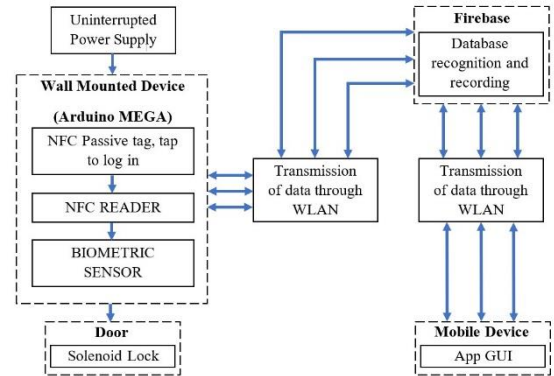 Uninterrupted
Power Supply
Wall Mounted Device
(Arduino MEGA)
NFC Passive tag, tap
to log in
NFC READER
BIOMETRIC
SENSOR
Door
Solenoid Lock
Transmission
of data through
WLAN
Firebase
Database
recognition and
recording
Transmission
of data through
WLAN
Mobile Device
App GUI